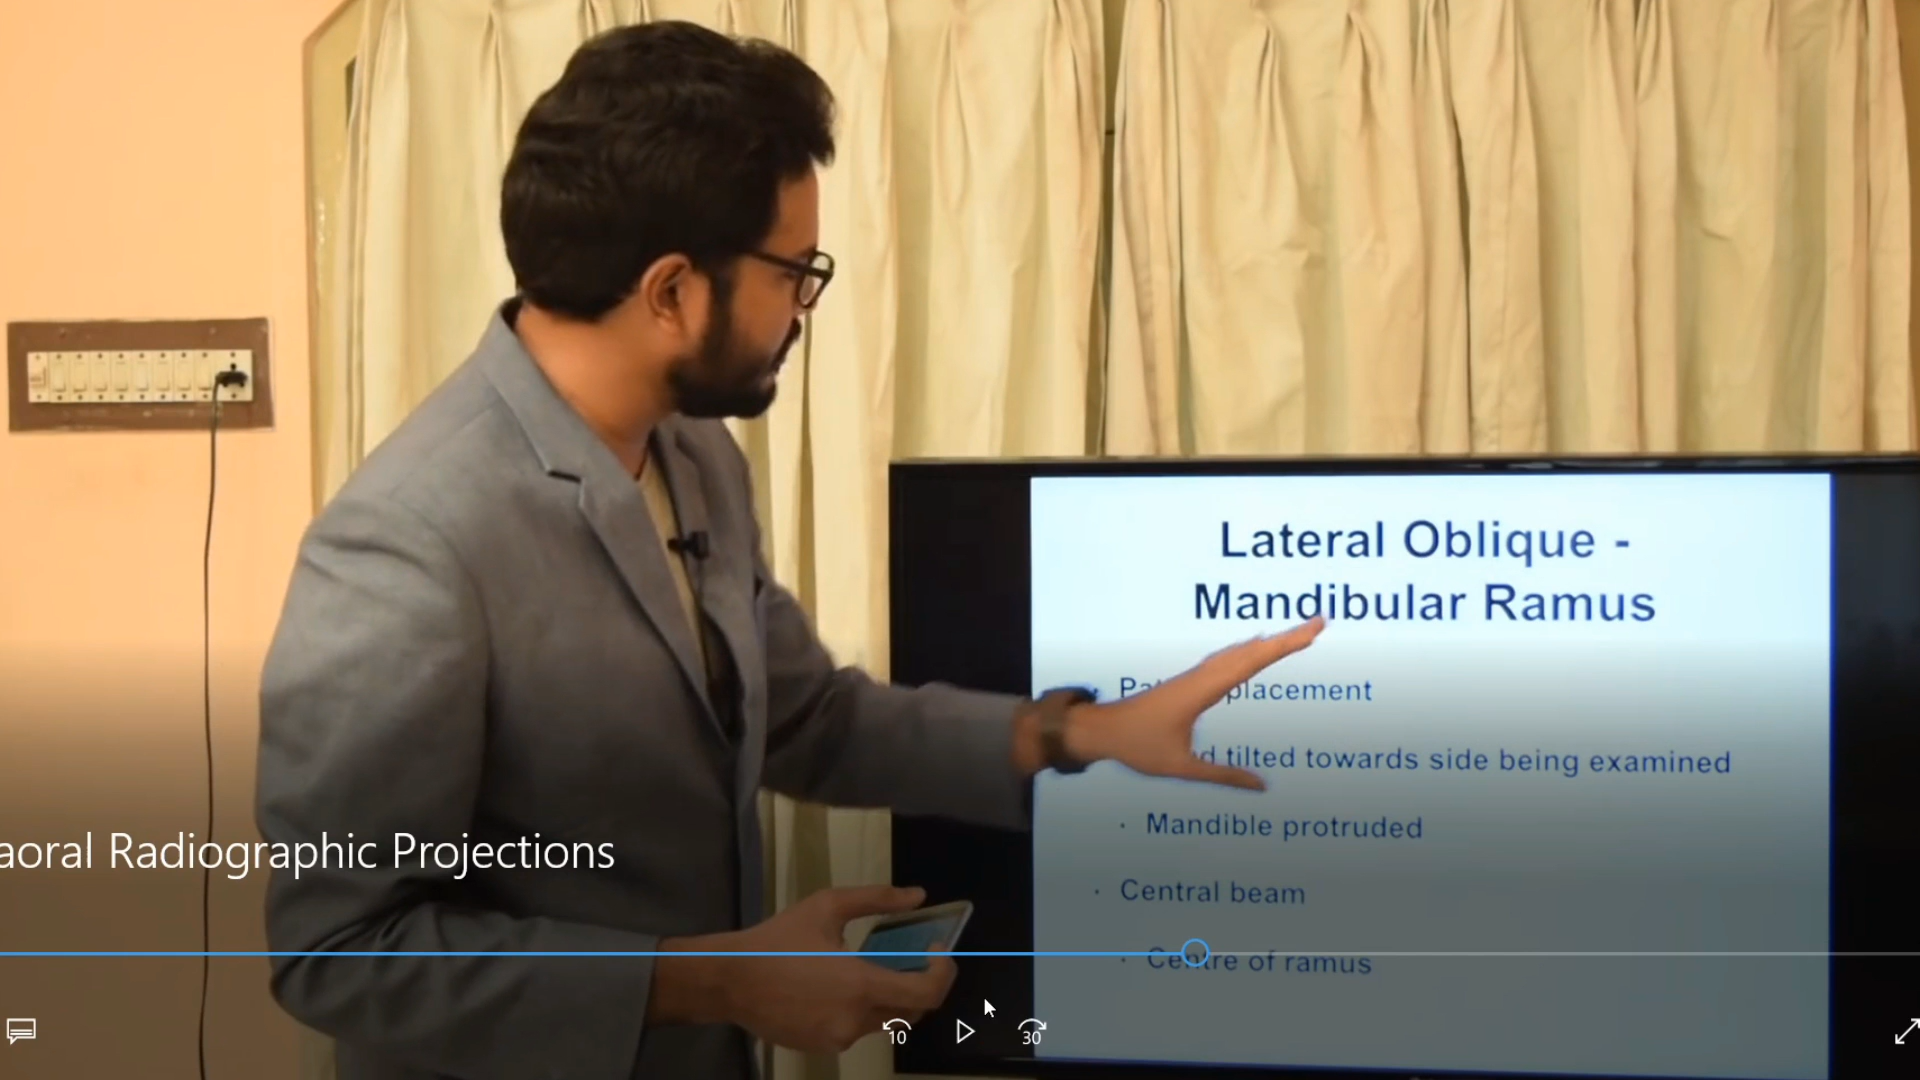 Lateral Oblique -
Mandibular Ramus
placement
tilted towards side being examined
· Mandible protruded
· Central beam
· Centre of ramus
Radiographic Projections
10
30